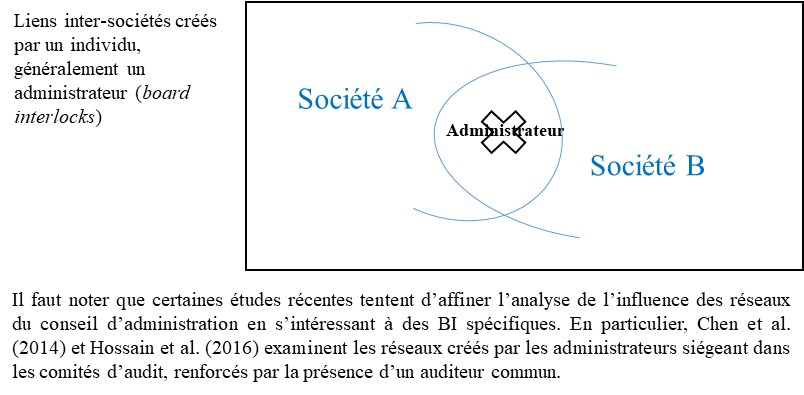 Liens inter-sociétés créés
par un individu,
généralement un
administrateur (board
interlocks)
Société A
Administrateur
Société B
Il faut noter que certaines études récentes tentent d’affiner l’analyse de l’influence des réseaux
du conseil d’administration en s’intéressant à des BI spécifiques. En particulier, Chen et al.
(2014) et Hossain et al. (2016) examinent les réseaux créés par les administrateurs siégeant dans
les comités d’audit, renforcés par la présence d’un auditeur commun.